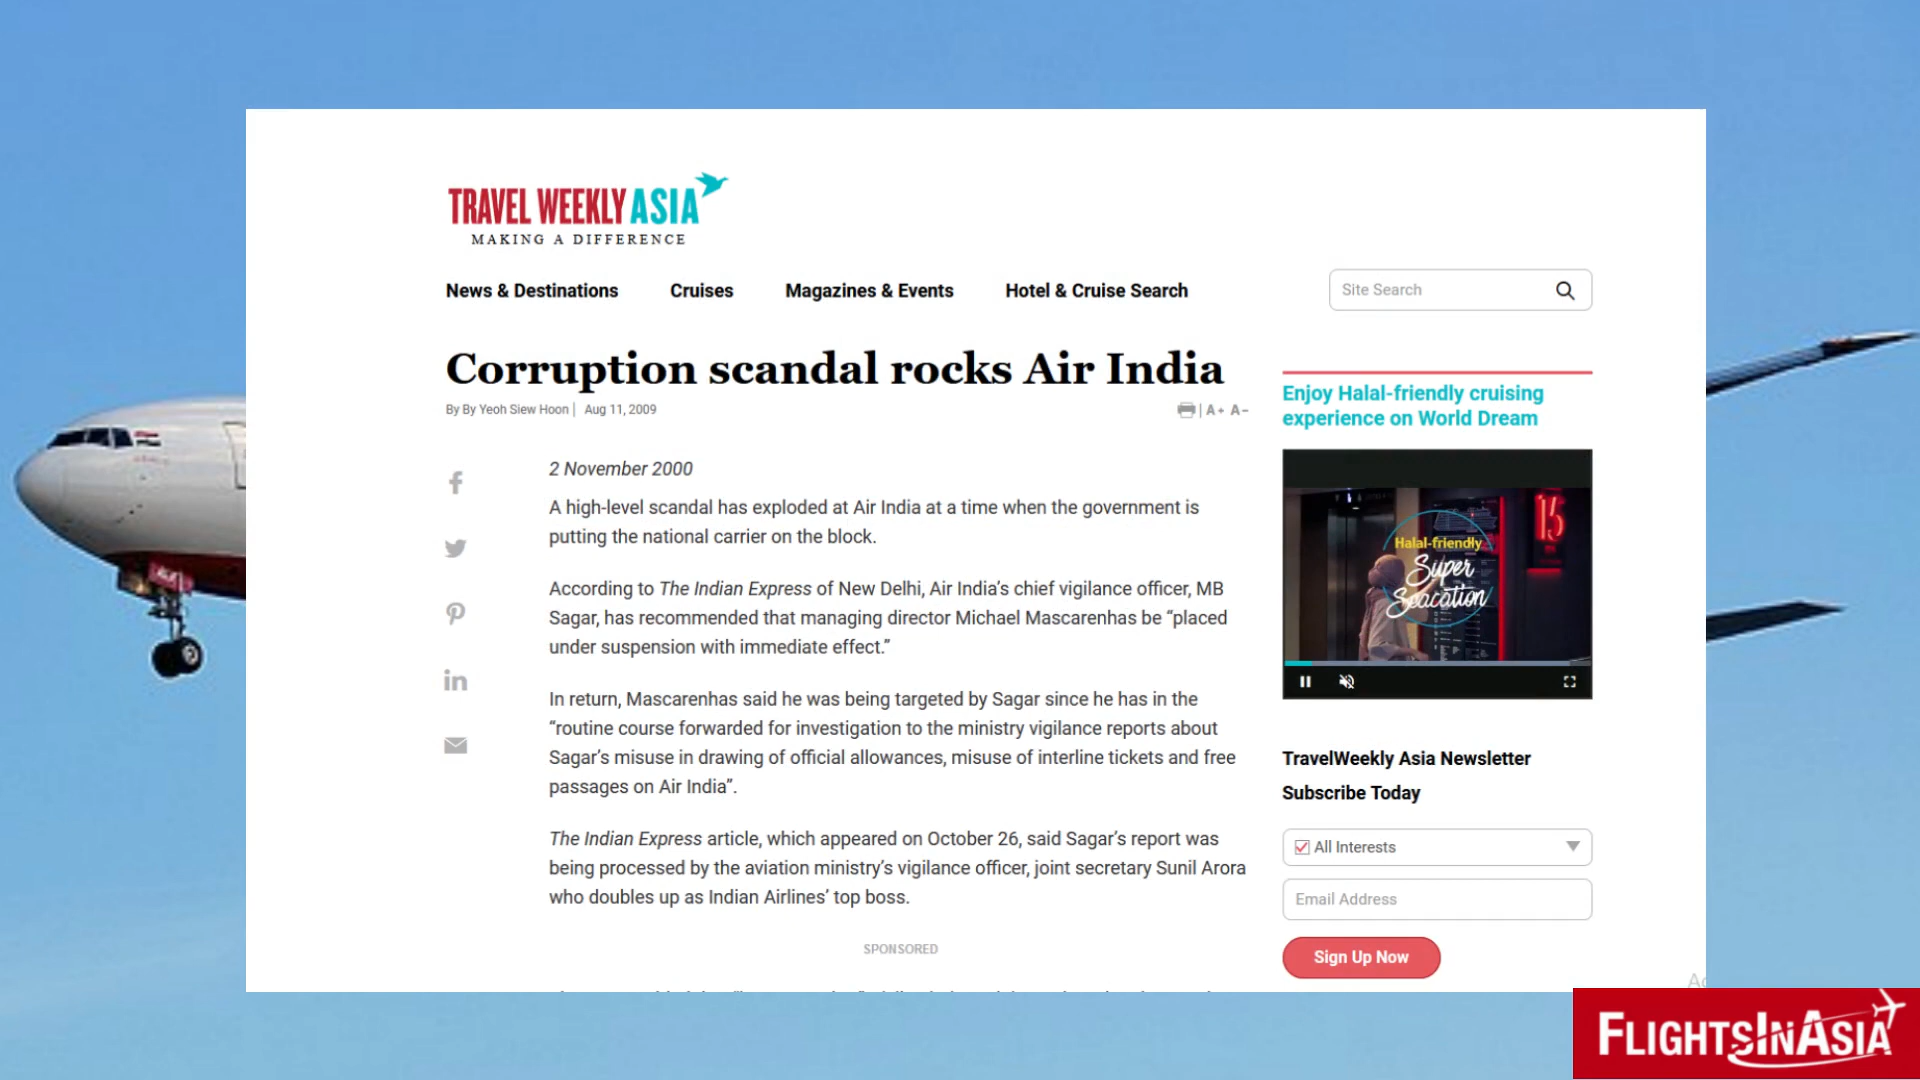 TRAVEL WEEKLY ASIA
MAKING A DIFFERENCE
News & Destinations
Cruises
Magazines & Events
Hotel & Cruise Search
Site Search
Corruption scandal rocks Air India
By By Yeoh Siew Hoon | Aug 11, 2009
| A+ A-
2 November 2000
A high-level scandal has exploded at Air India at a time when the government is
putting the national carrier on the block.
According to The Indian Express of New Delhi, Air India’s chief vigilance officer, MB
Sagar, has recommended that managing director Michael Mascarenhas be “placed
under suspension with immediate effect.”
In return, Mascarenhas said he was being targeted by Sagar since he has in the
“routine course forwarded for investigation to the ministry vigilance reports about
Sagar’s misuse in drawing of official allowances, misuse of interline tickets and free
passages on Air India”.
The Indian Express article, which appeared on October 26, said Sagar’s report was
being processed by the aviation ministry’s vigilance officer, joint secretary Sunil Arora
who doubles up as Indian Airlines’ top boss.
SPONSORED
Enjoy Halal-friendly cruising
experience on World Dream
15
Halal-friendly
Super
Seacation
TravelWeekly Asia Newsletter
Subscribe Today
All Interests
Email Address
Sign Up Now
FLIGHTSINASIA